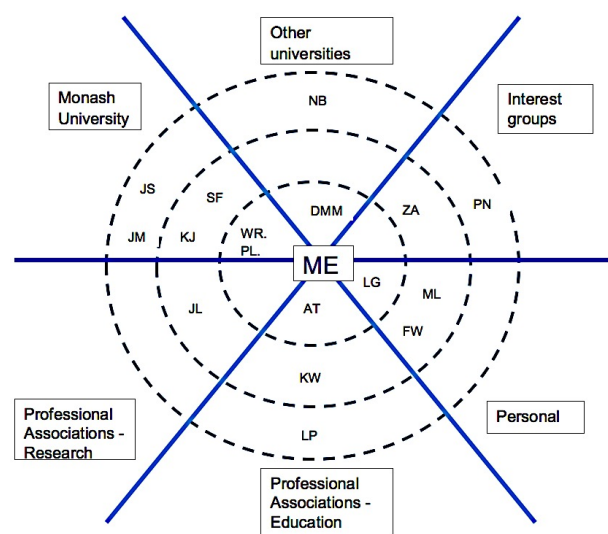 Other
universities
Monash
University
Interest
groups
NB
JS
SF
DMM
ZA
PN
JM
KJ
WR.
PL.
ME
LG
ML
JL
AT
FW
KW
LP
Professional
Associations -
Research
Personal
Professional
Associations -
Education